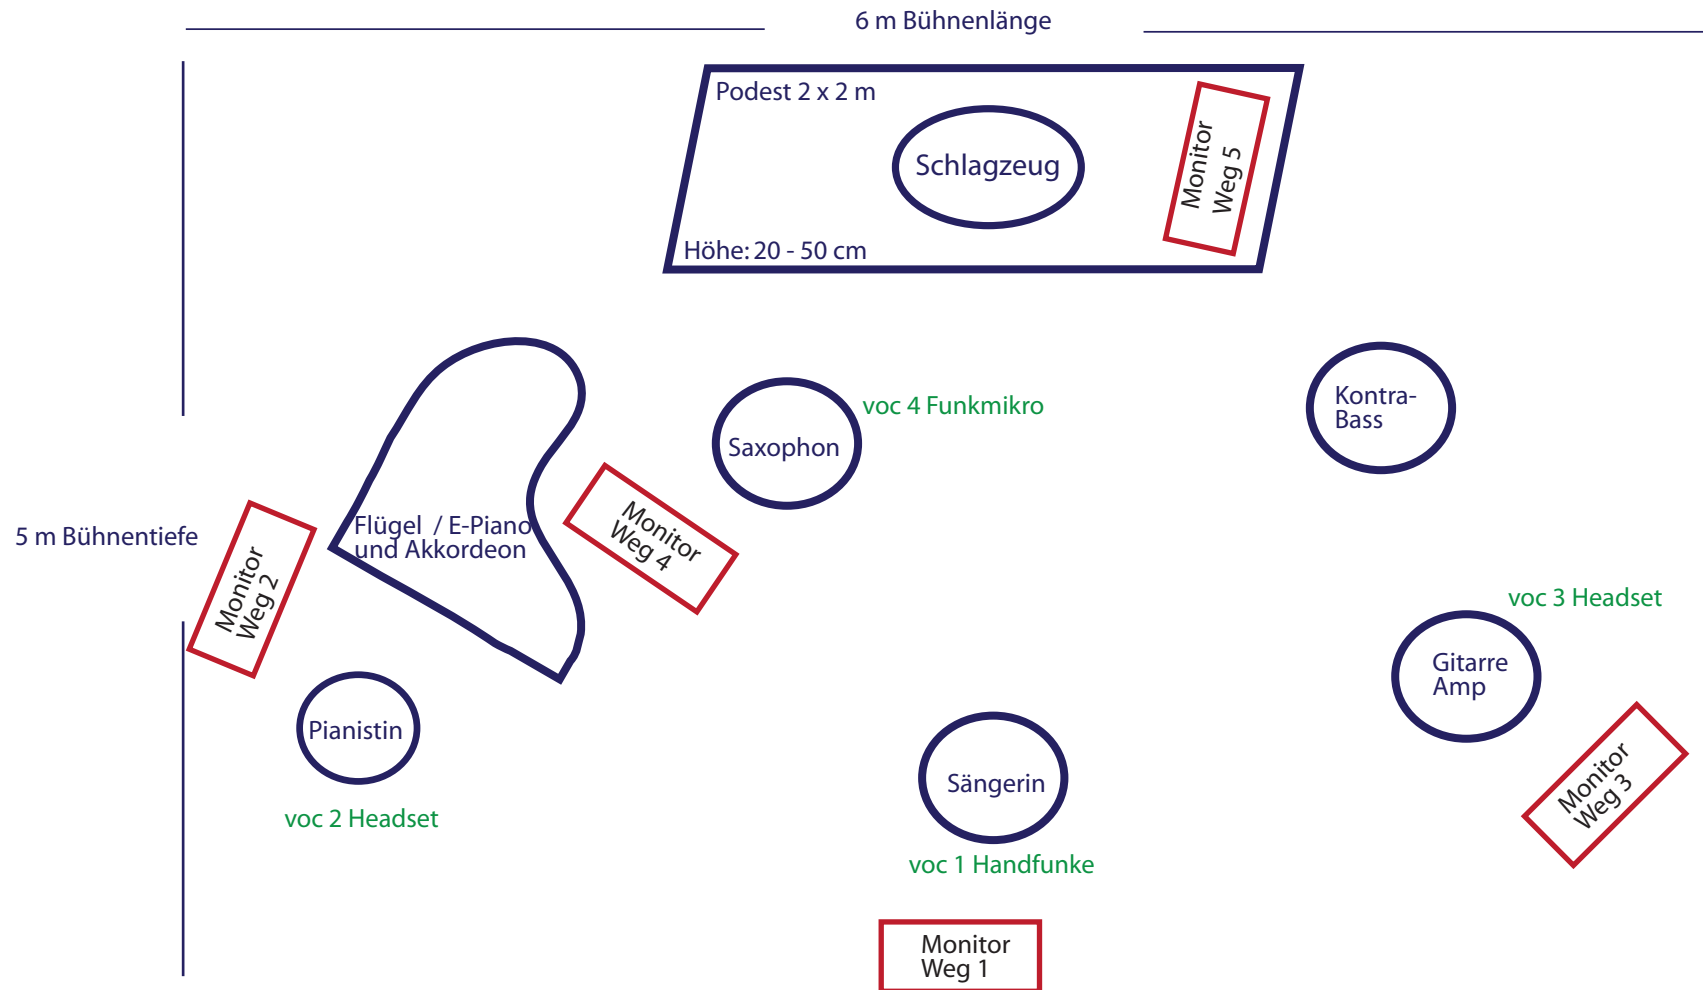 6 m Bühnenlänge
Podest 2 x 2 m
Schlagzeug
Monitor
Weg 5
Höhe: 20 - 50 cm
Saxophon
voc 4 Funkmikro
Kontra-
Bass
5 m Bühnentiefe
Flügel / E-Piano
und Akkordeon
Monitor
Weg 4
Monitor
Weg 2
voc 3 Headset
Gitarre
Amp
Pianistin
Sängerin
Monitor
Weg 3
voc 2 Headset
voc 1 Handfunke
Monitor
Weg 1